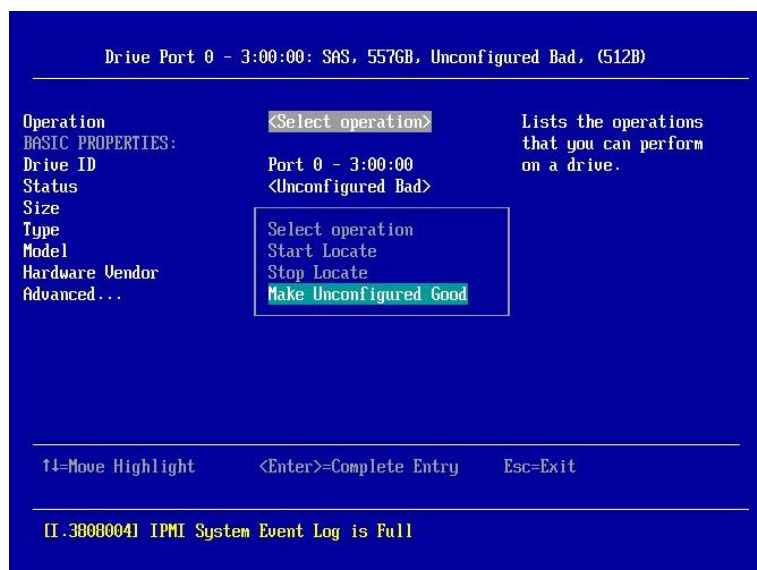 Drive Port 0 - 3:00:00: SAS, 557GB, Unconfigured Bad, (512B)
Operation <Select operation> Lists the operations
BASIC PROPERTIES: that you can perform
Drive ID Port 0 - 3:00:00 on a drive.
Status <Unconfigured Bad>
Size
Type Select operation
Model Start Locate
Hardware Vendor Stop Locate
Advanced... Make Unconfigured Good
↑↓=Move Highlight <Enter>=Complete Entry Esc=Exit
[I.3808004] IPMI System Event Log is Full